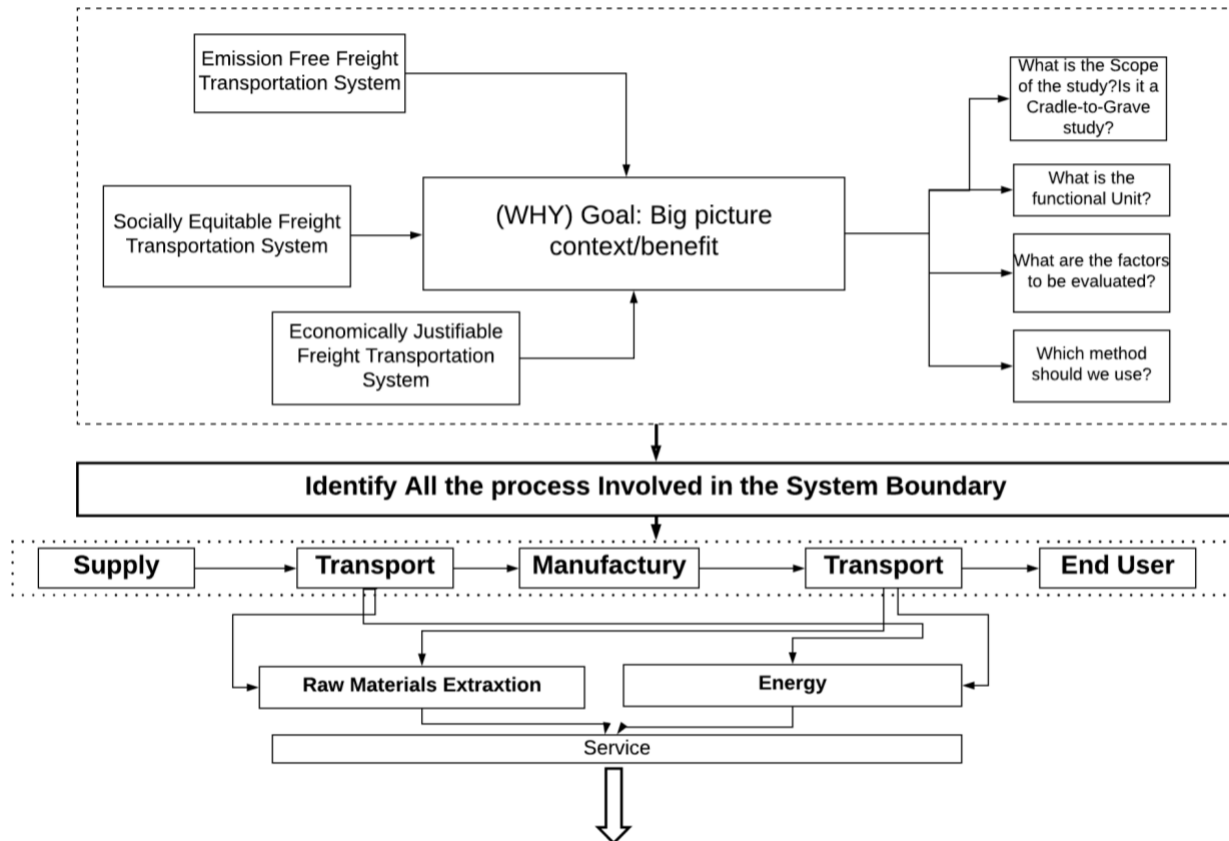 Emission Free Freight
Transportation System
What is the Scope
of the study?Is it a
Cradle-to-Grave
study?
Socially Equitable Freight
Transportation System
(WHY) Goal: Big picture
context/benefit
What is the
functional Unit?
What are the factors
to be evaluated?
Economically Justifiable
Freight Transportation
System
Which method
should we use?
Identify All the process Involved in the System Boundary
Supply
Transport
Manufactury
Transport
End User
Raw Materials Extraxtion
Energy
Service